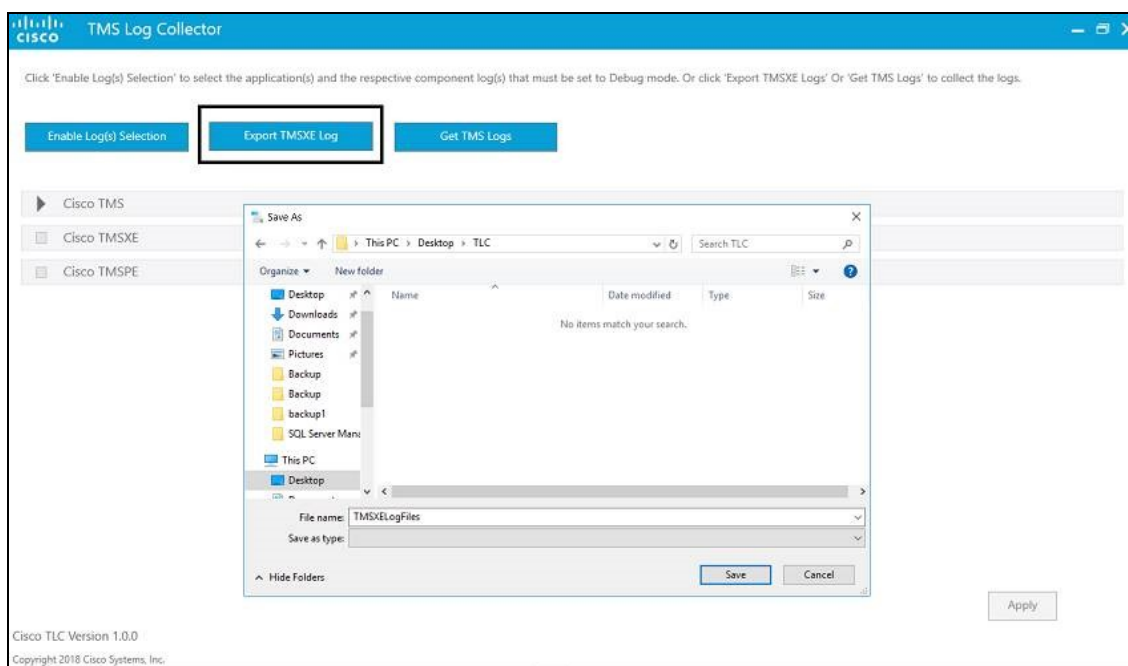 CISCO TMS Log Collector
Click 'Enable Log(s) Selection' to select the application(s) and the respective component log(s) that must be set to Debug mode. Or click 'Export TMSXE Logs' Or 'Get TMS Logs' to collect the logs.
Enable Log(s) Selection Export TMSXE Log Get TMS Logs
Cisco TMS
Cisco TMSXE
Cisco TMSPE
Save As
This PC > Desktop > TLC Search TLC
Organize New folder
Name Date modified Type Size
No items match your search.
Desktop
Downloads
Documents
Pictures
Backup
Backup
backup1
SQL Server Mana
This PC
Desktop
File name: TMSXELogFiles
Save as type:
Hide Folders Save Cancel
Apply
Cisco TLC Version 1.0.0
Copyright 2018 Cisco Systems, Inc.